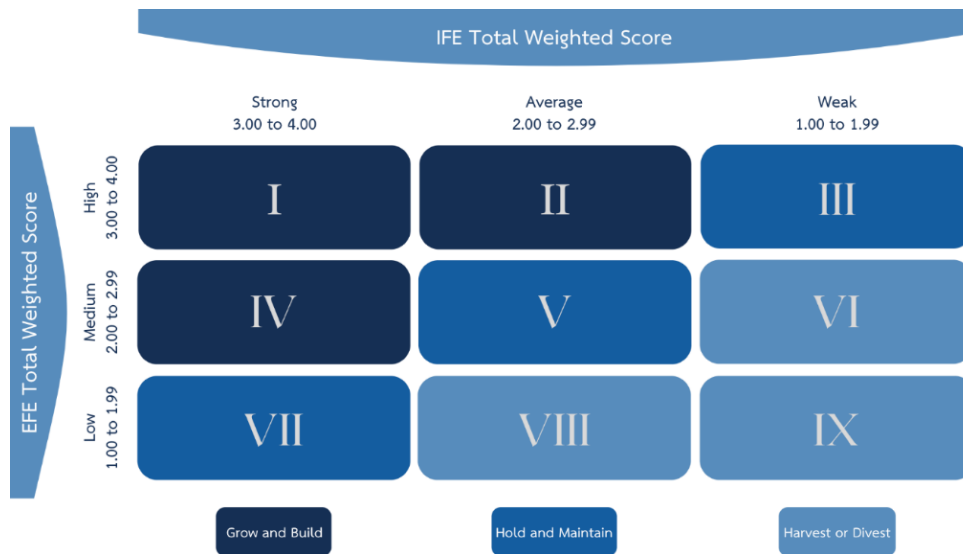 IFE Total Weighted Score
Strong
3.00 to 4.00
Average
2.00 to 2.99
Weak
1.00 to 1.99
EFE Total Weighted Score
High
3.00 to 4.00
I
II
III
Medium
2.00 to 2.99
IV
V
VI
Low
1.00 to 1.99
VII
VIII
IX
Grow and Build
Hold and Maintain
Harvest or Divest